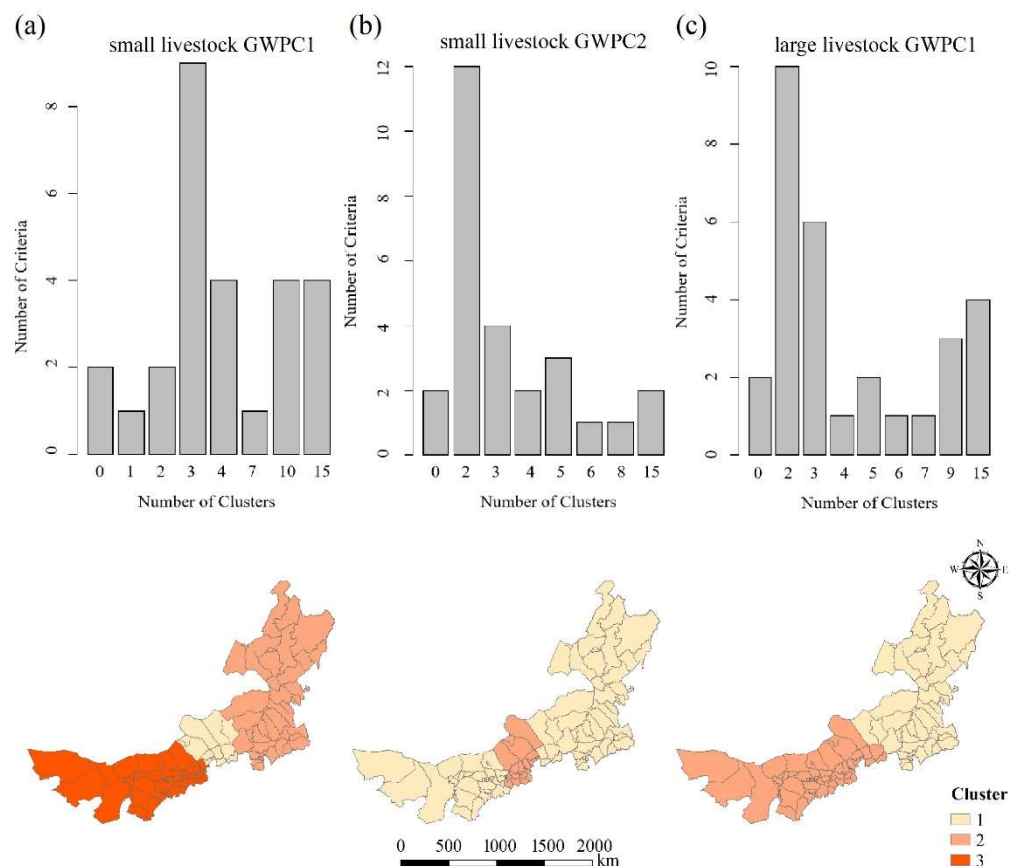 (a)
small livestock GWPC1
Number of Criteria
8
6
4
2
0
0 1 2 3 4 7 10 15
Number of Clusters
(b)
small livestock GWPC2
Number of Criteria
12
10
8
6
4
2
0
0 2 3 4 5 6 8 15
Number of Clusters
(c)
large livestock GWPC1
Number of Criteria
10
8
6
4
2
0
0 2 3 4 5 6 7 9 15
Number of Clusters
N
W E
S
Cluster
1
2
3
0 500 1000 1500 2000
km